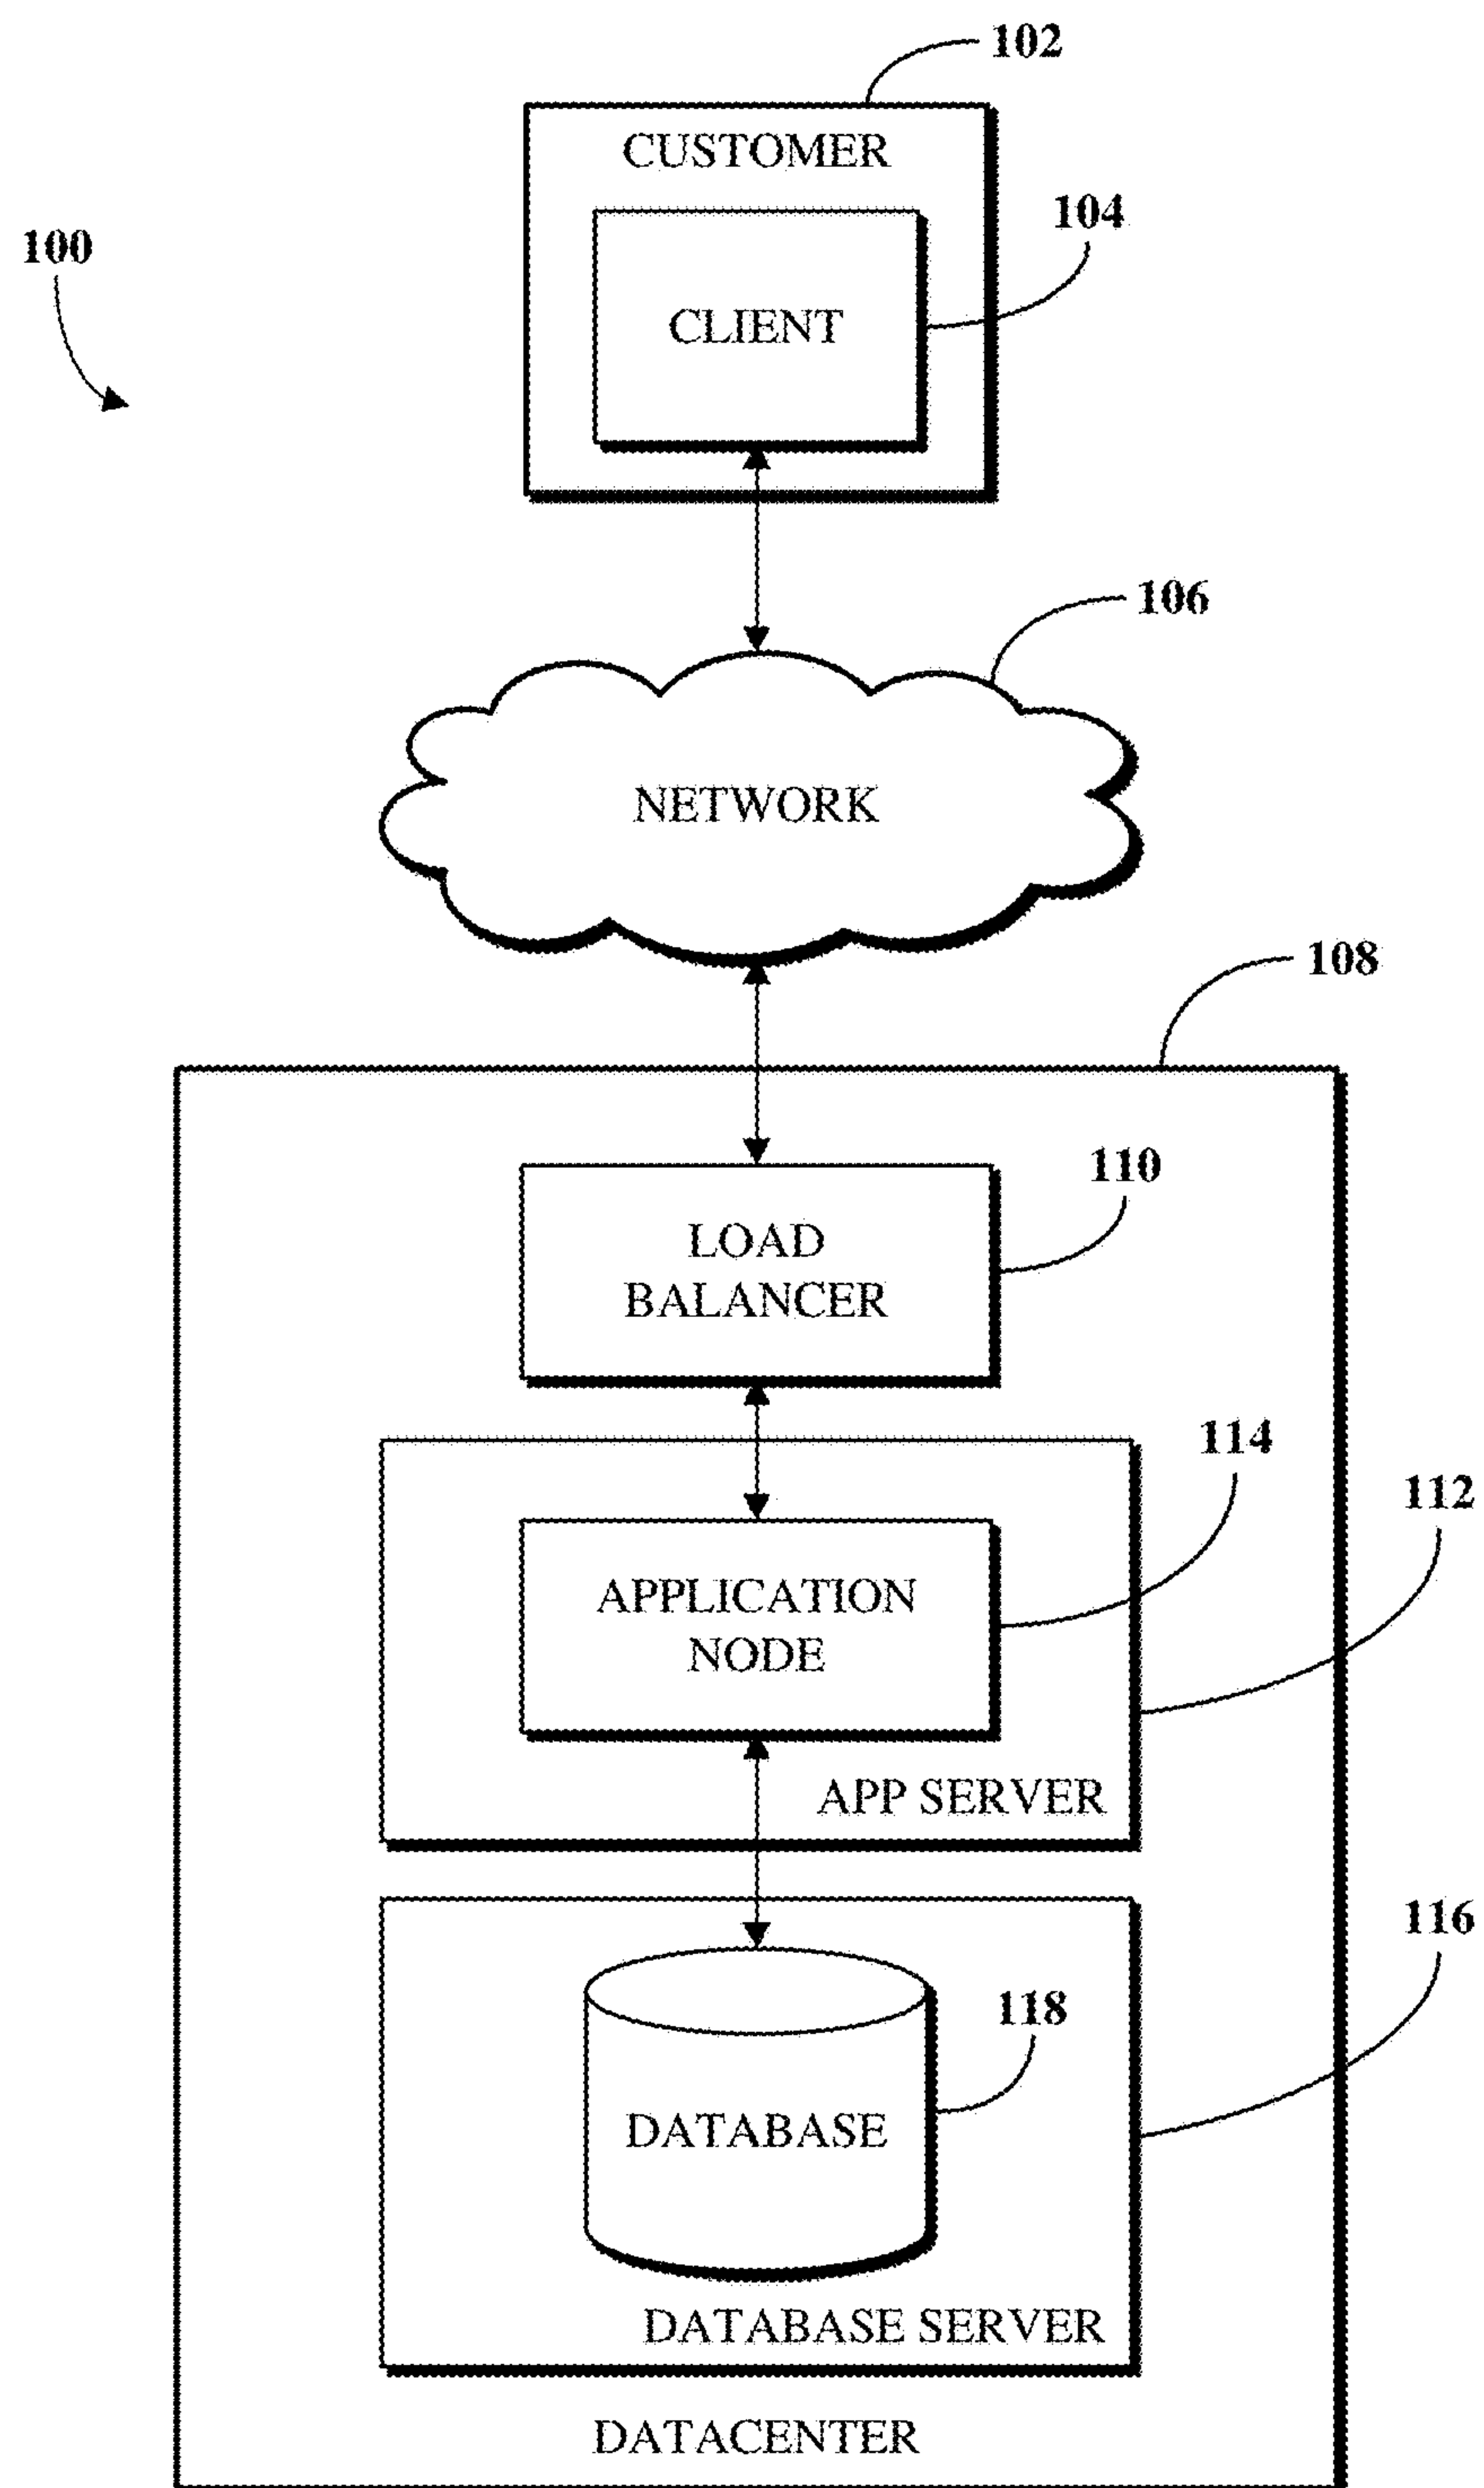 102
CUSTOMER
104
100
CLIENT
106
NETWORK
108
110
LOAD
BALANCER
114
112
APPLICATION
NODE
APP SERVER
116
118
DATABASE
DATABASE SERVER
DATACENTER